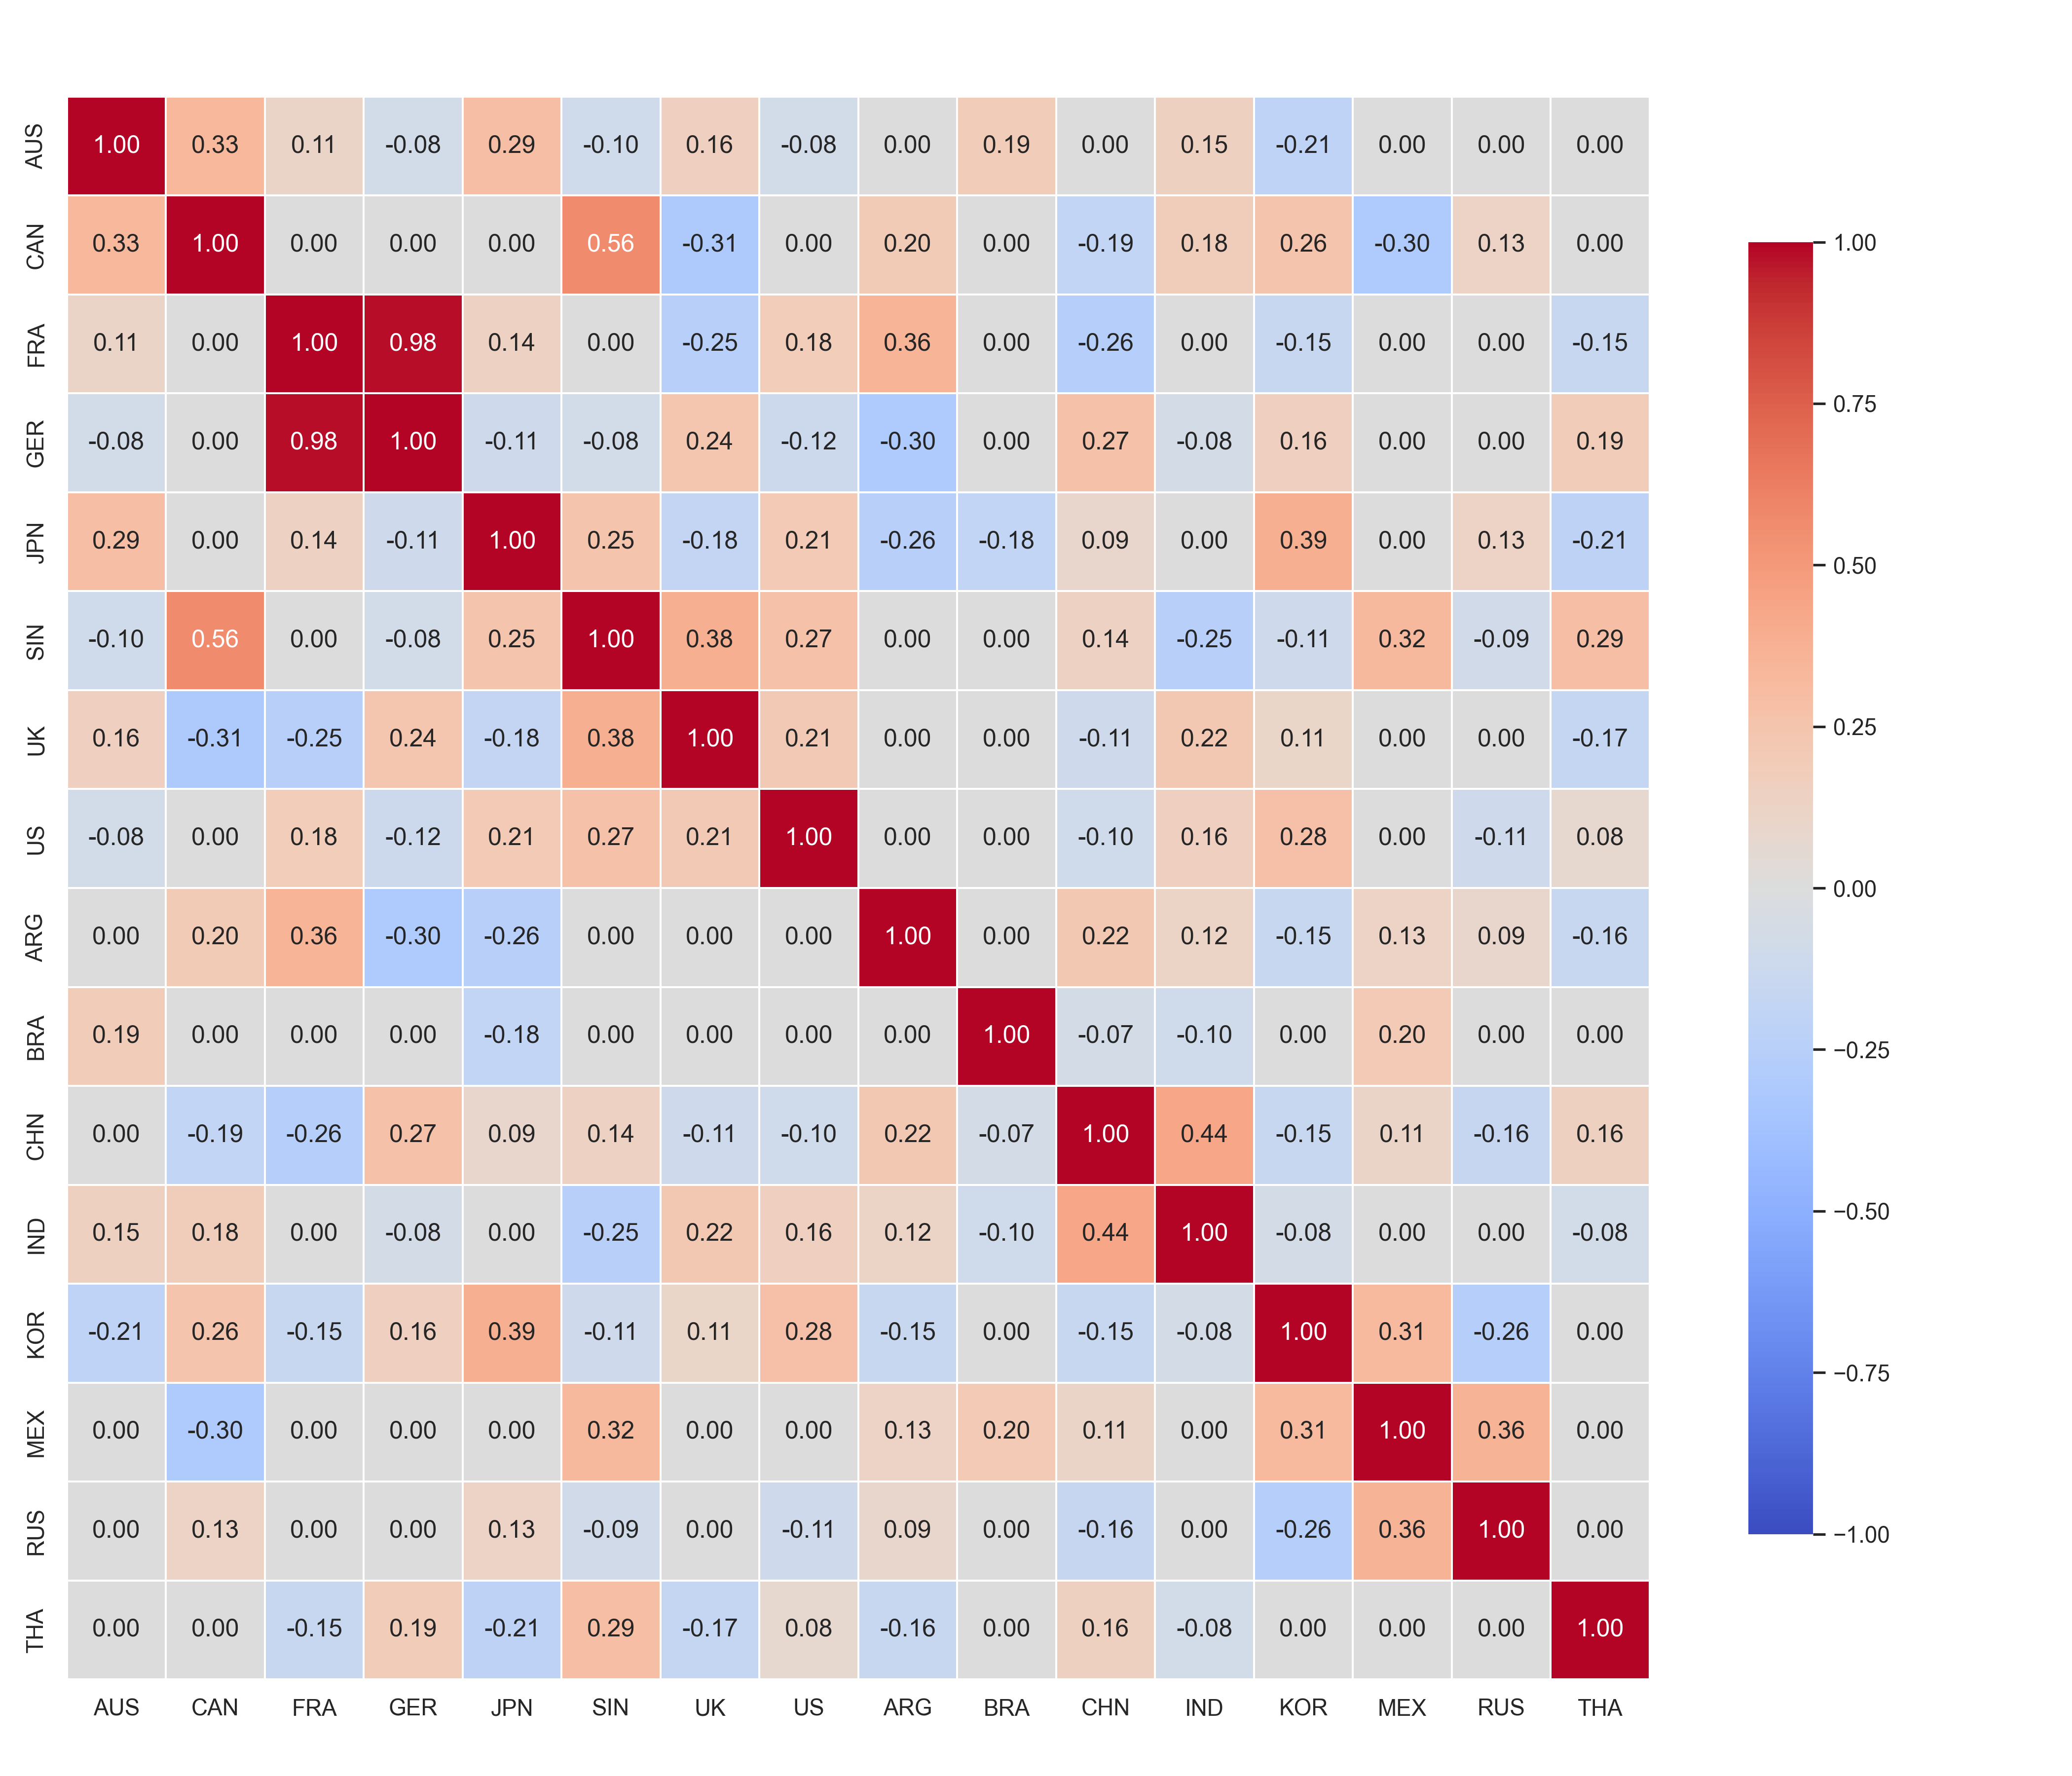 AUS 1.00 0.33 0.11 -0.08 0.29 -0.10 0.16 -0.08 0.00 0.19 0.00 0.15 -0.21 0.00 0.00 0.00
CAN 0.33 1.00 0.00 0.00 0.00 0.56 -0.31 0.00 0.20 0.00 -0.19 0.18 0.26 -0.30 0.13 0.00
FRA 0.11 0.00 1.00 0.98 0.14 0.00 -0.25 0.18 0.36 0.00 -0.26 0.00 -0.15 0.00 0.00 -0.15
GER -0.08 0.00 0.98 1.00 -0.11 -0.08 0.24 -0.12 -0.30 0.00 0.27 -0.08 0.16 0.00 0.00 0.19
JPN 0.29 0.00 0.14 -0.11 1.00 0.25 -0.18 0.21 -0.26 -0.18 0.09 0.00 0.39 0.00 0.13 -0.21
SIN -0.10 0.56 0.00 -0.08 0.25 1.00 0.38 0.27 0.00 0.00 0.14 -0.25 -0.11 0.32 -0.09 0.29
UK 0.16 -0.31 -0.25 0.24 -0.18 0.38 1.00 0.21 0.00 0.00 -0.11 0.22 0.11 0.00 0.00 -0.17
US -0.08 0.00 0.18 -0.12 0.21 0.27 0.21 1.00 0.00 0.00 -0.10 0.16 0.28 0.00 -0.11 0.08
ARG 0.00 0.20 0.36 -0.30 -0.26 0.00 0.00 0.00 1.00 0.00 0.22 0.12 -0.15 0.13 0.09 -0.16
BRA 0.19 0.00 0.00 0.00 -0.18 0.00 0.00 0.00 0.00 1.00 -0.07 -0.10 0.00 0.20 0.00 0.00
CHN 0.00 -0.19 -0.26 0.27 0.09 0.14 -0.11 -0.10 0.22 -0.07 1.00 0.44 -0.15 0.11 -0.16 0.16
IND 0.15 0.18 0.00 -0.08 0.00 -0.25 0.22 0.16 0.12 -0.10 0.44 1.00 -0.08 0.00 0.00 -0.08
KOR -0.21 0.26 -0.15 0.16 0.39 -0.11 0.11 0.28 -0.15 0.00 -0.15 -0.08 1.00 0.31 -0.26 0.00
MEX 0.00 -0.30 0.00 0.00 0.00 0.32 0.00 0.00 0.13 0.20 0.11 0.00 0.31 1.00 0.36 0.00
RUS 0.00 0.13 0.00 0.00 0.13 -0.09 0.00 -0.11 0.09 0.00 -0.16 0.00 -0.26 0.36 1.00 0.00
THA 0.00 0.00 -0.15 0.19 -0.21 0.29 -0.17 0.08 -0.16 0.00 0.16 -0.08 0.00 0.00 0.00 1.00
AUS CAN FRA GER JPN SIN UK US ARG BRA CHN IND KOR MEX RUS THA
1.00
0.75
0.50
0.25
0.00
−0.25
−0.50
−0.75
−1.00